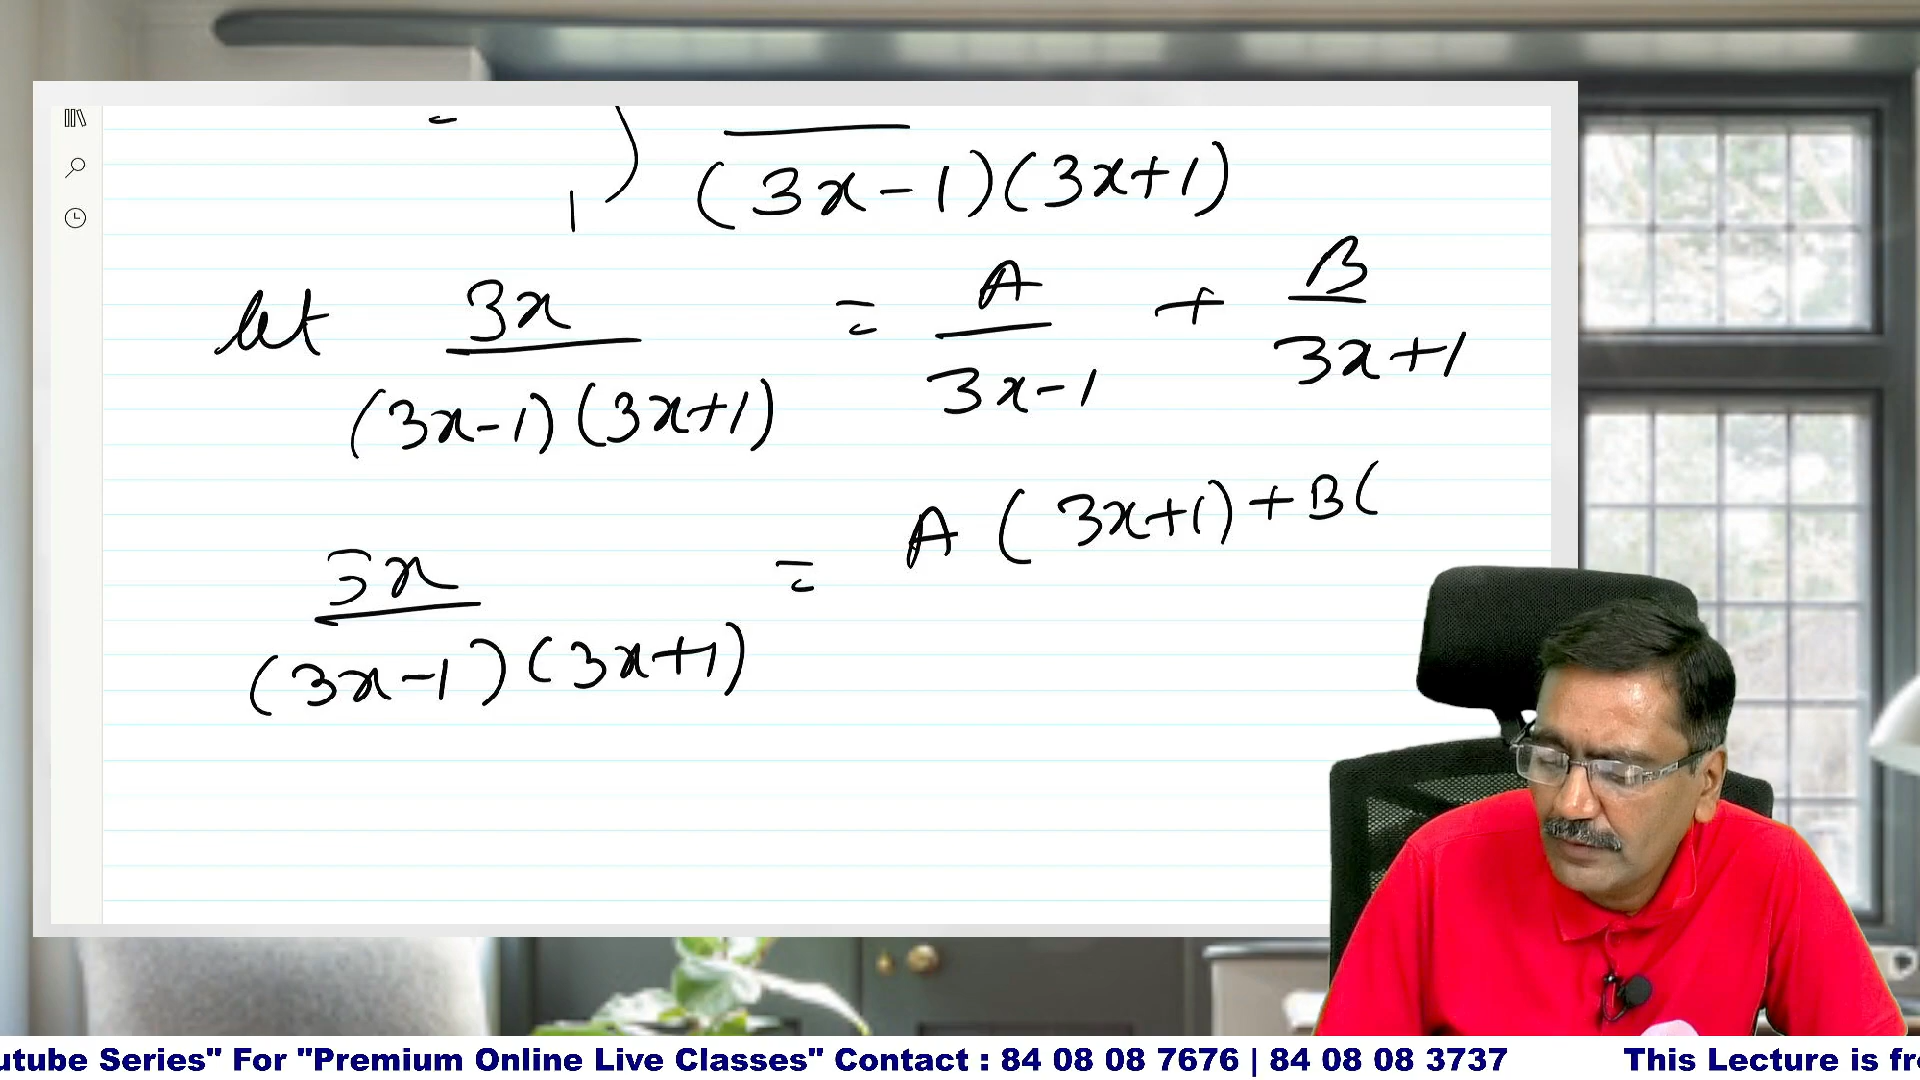 (3x-1)(3x+1)
let 3x/((3x-1)(3x+1)) = A/(3x-1) + B/(3x+1)
3x/((3x-1)(3x+1)) = A(3x+1)+B(
utube Series" For "Premium Online Live Classes" Contact : 84 08 08 7676 | 84 08 08 3737 This Lecture is fr